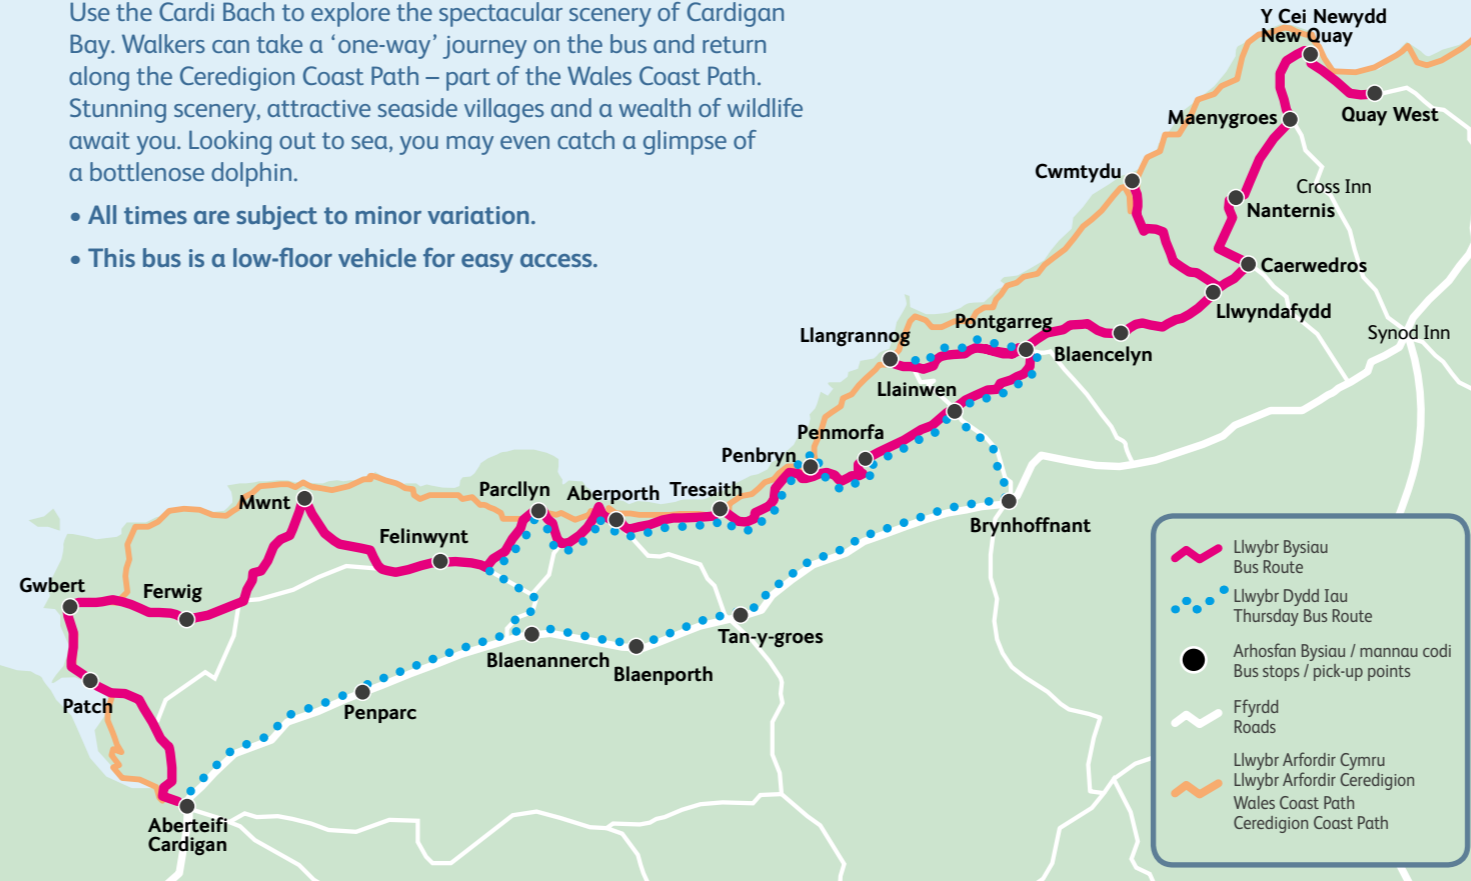 Use the Cardi Bach to explore the spectacular scenery of Cardigan
Bay. Walkers can take a ‘one-way’ journey on the bus and return
along the Ceredigion Coast Path – part of the Wales Coast Path.
Stunning scenery, attractive seaside villages and a wealth of wildlife
await you. Looking out to sea, you may even catch a glimpse of
a bottlenose dolphin.
• All times are subject to minor variation.
• This bus is a low-floor vehicle for easy access.
Y Cei Newydd
New Quay
Quay West
Maenygroes
Cwmtydu
Cross Inn
Nanternis
Caerwedros
Llwyndafydd
Synod Inn
Pontgarreg
Llangrannog
Blaencelyn
Llainwen
Penmorfa
Penbryn
Parcllyn
Aberporth
Tresaith
Mwnt
Brynhoffnant
Felinwynt
Gwbert
Ferwig
Tan-y-groes
Blaenannerch
Blaenporth
Patch
Penparc
Aberteifi
Cardigan
Llwybr Bysiau
Bus Route
Llwybr Dydd Iau
Thursday Bus Route
Arhosfan Bysiau / mannau codi
Bus stops / pick-up points
Ffyrdd
Roads
Llwybr Arfordir Cymru
Llwybr Arfordir Ceredigion
Wales Coast Path
Ceredigion Coast Path